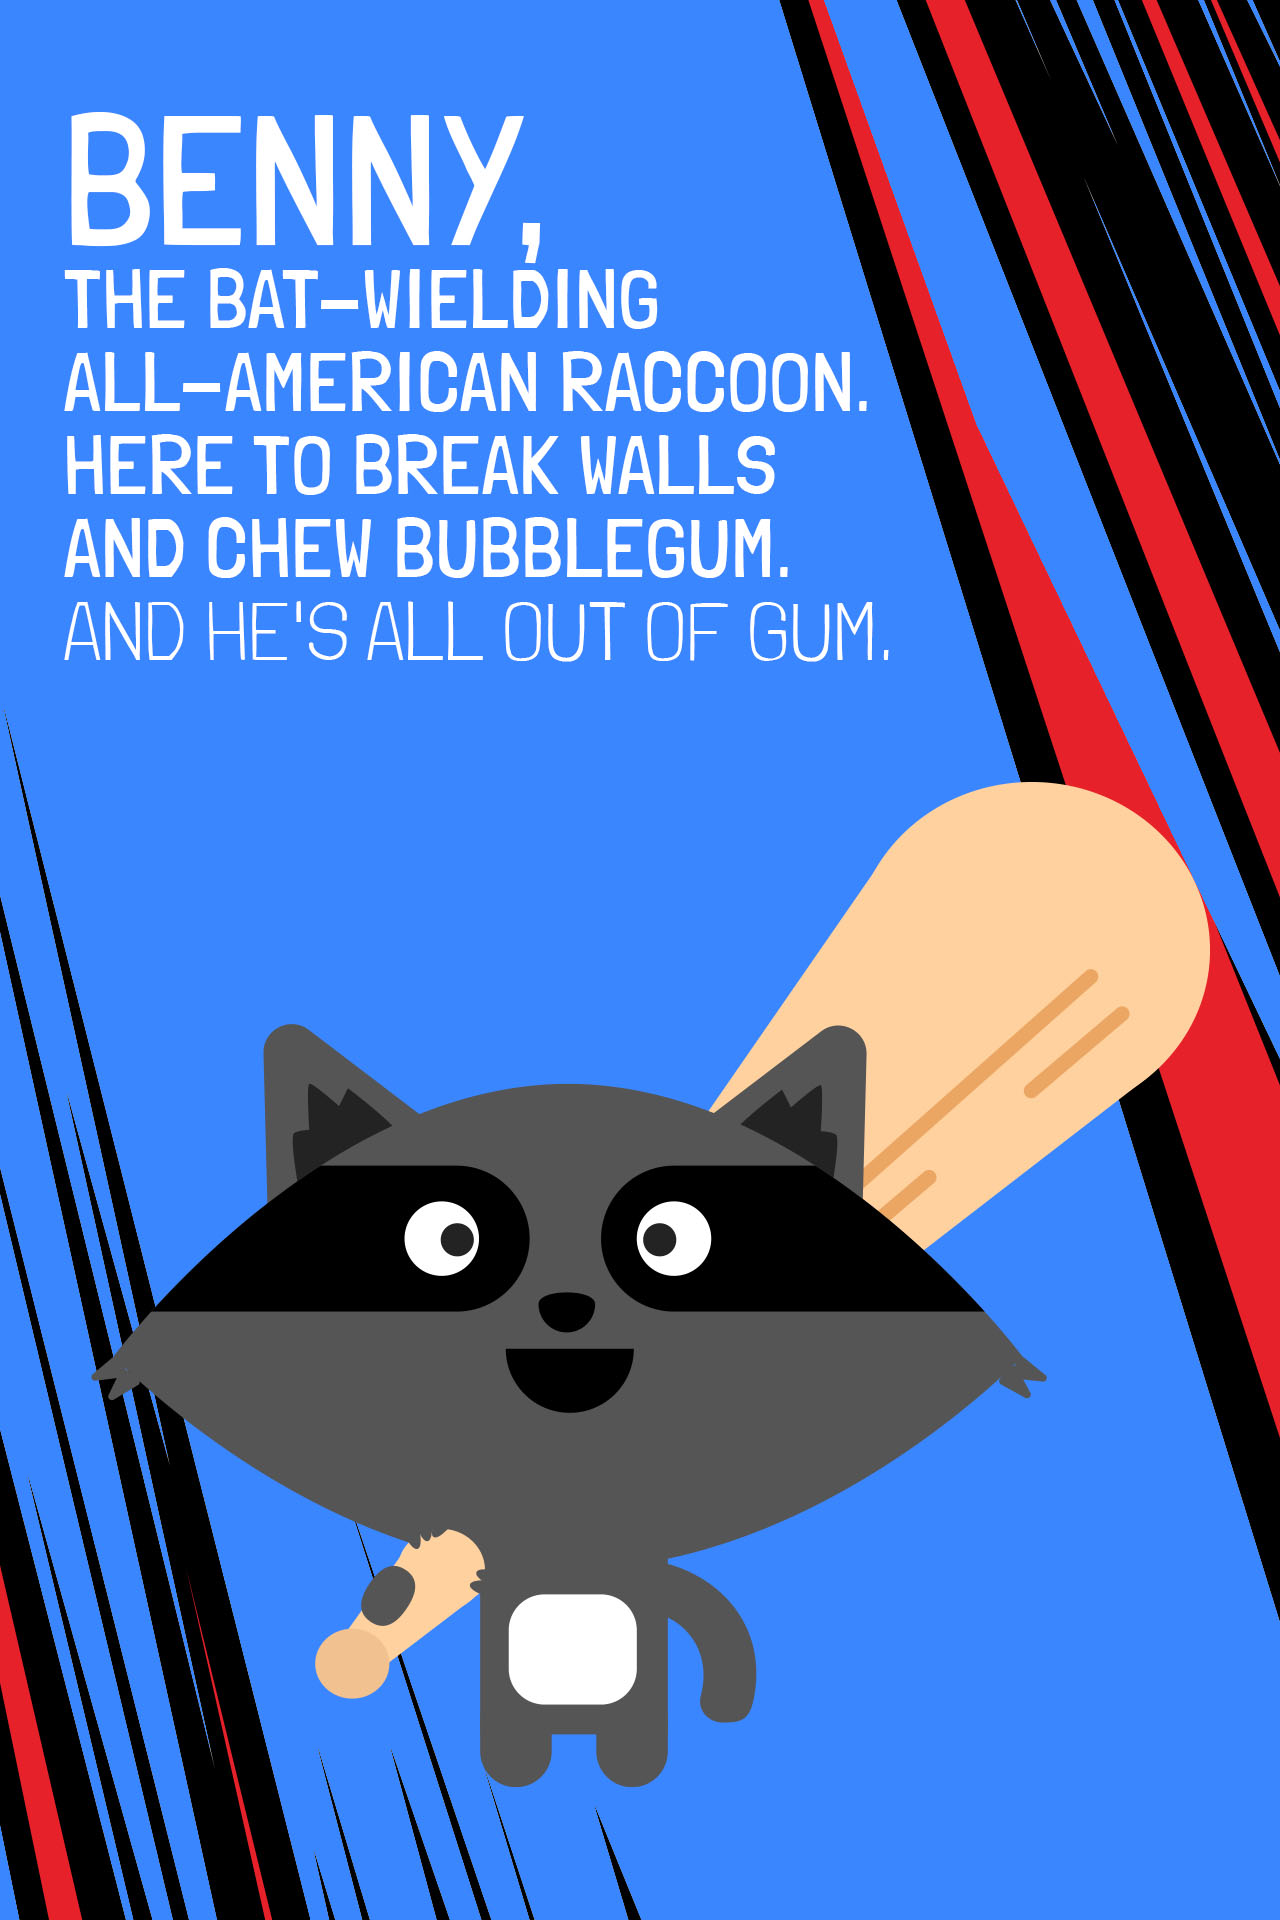 BENNY,
THE BAT-WIELDING
ALL-AMERICAN RACCOON.
HERE TO BREAK WALLS
AND CHEW BUBBLEGUM.
AND HE'S ALL OUT OF GUM.